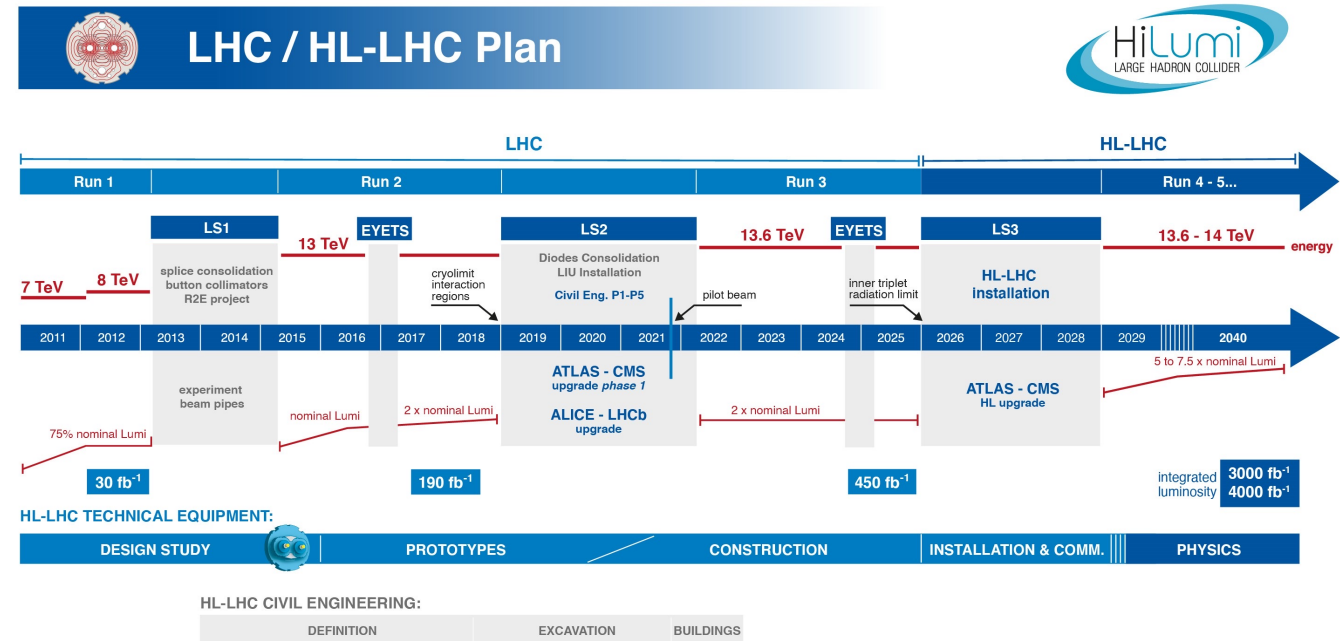 LHC / HL-LHC Plan
HiLumi
LARGE HADRON COLLIDER
LHC
HL-LHC
Run 1
Run 2
Run 3
Run 4 - 5...
LS1
EYETS
LS2
EYETS
LS3
13 TeV
13.6 TeV
13.6 - 14 TeV
energy
7 TeV
8 TeV
splice consolidation
button collimators
R2E project
cryolimit
interaction
regions
Diodes Consolidation
LIU Installation
Civil Eng. P1-P5
pilot beam
inner triplet
radiation limit
HL-LHC
installation
2011
2012
2013
2014
2015
2016
2017
2018
2019
2020
2021
2022
2023
2024
2025
2026
2027
2028
2029
2040
experiment
beam pipes
ATLAS - CMS
upgrade phase 1
ALICE - LHCb
upgrade
ATLAS - CMS
HL upgrade
5 to 7.5 x nominal Lumi
75% nominal Lumi
nominal Lumi
2 x nominal Lumi
2 x nominal Lumi
30 fb⁻¹
190 fb⁻¹
450 fb⁻¹
integrated
luminosity
3000 fb⁻¹
4000 fb⁻¹
HL-LHC TECHNICAL EQUIPMENT:
DESIGN STUDY
PROTOTYPES
CONSTRUCTION
INSTALLATION & COMM.
PHYSICS
HL-LHC CIVIL ENGINEERING:
DEFINITION
EXCAVATION
BUILDINGS